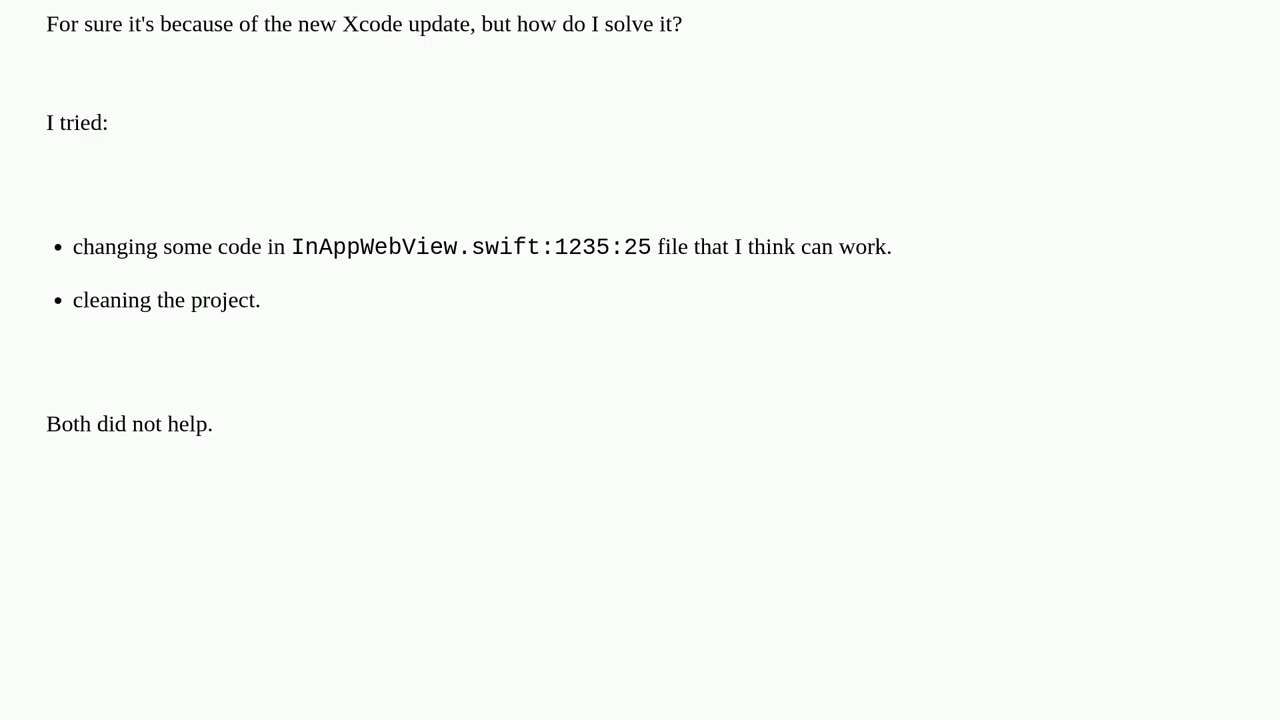 For sure it's because of the new Xcode update, but how do I solve it?
I tried:
• changing some code in InAppWebView.swift:1235:25 file that I think can work.
• cleaning the project.
Both did not help.